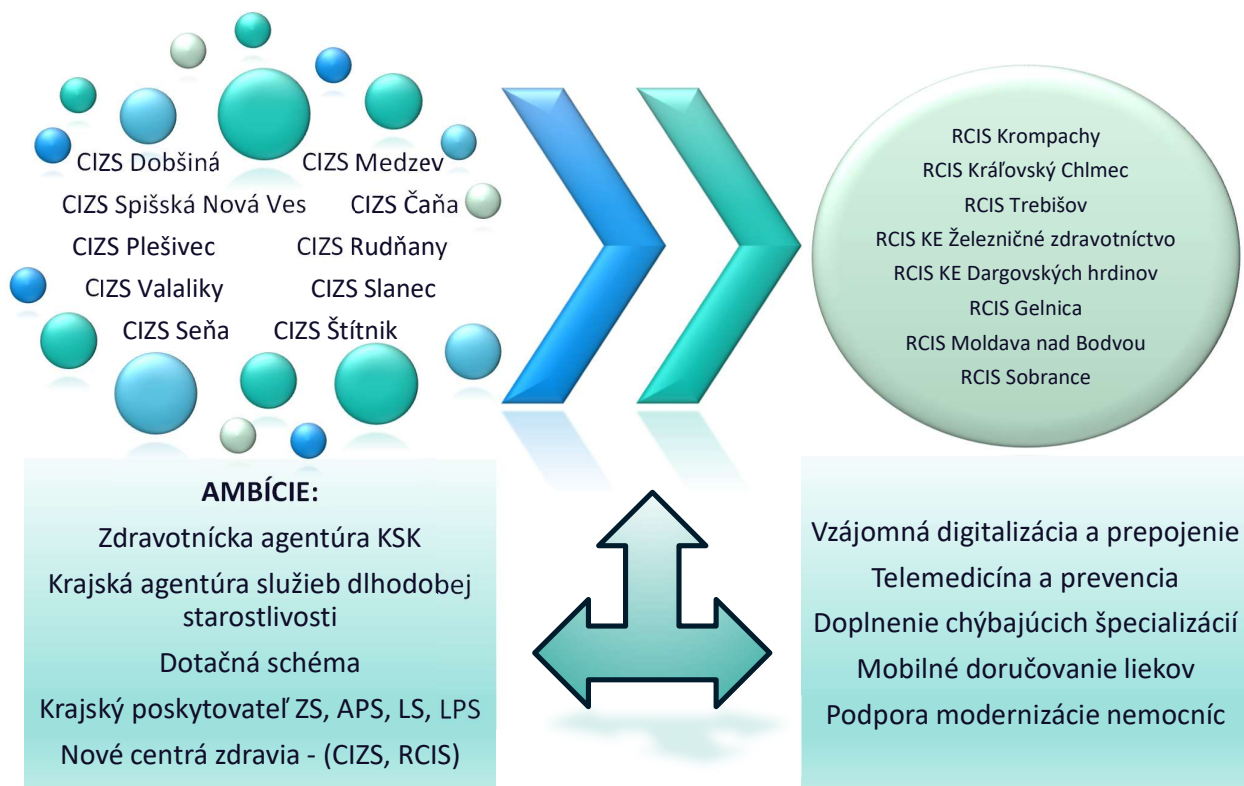 CIZS Dobšiná CIZS Medzev
CIZS Spišská Nová Ves CIZS Čaňa
CIZS Plešivec CIZS Rudňany
CIZS Valaliky CIZS Slanec
CIZS Seňa CIZS Štítnik
RCIS Krompachy
RCIS Kráľovský Chlmec
RCIS Trebišov
RCIS KE Železničné zdravotníctvo
RCIS KE Dargovských hrdinov
RCIS Gelnica
RCIS Moldava nad Bodvou
RCIS Sobrance
AMBÍCIE:
Zdravotnícka agentúra KSK
Krajská agentúra služieb dlhodobej
starostlivosti
Dotačná schéma
Krajský poskytovateľ ZS, APS, LS, LPS
Nové centrá zdravia - (CIZS, RCIS)
Vzájomná digitalizácia a prepojenie
Telemedicína a prevencia
Doplnenie chýbajúcich špecializácií
Mobilné doručovanie liekov
Podpora modernizácie nemocníc